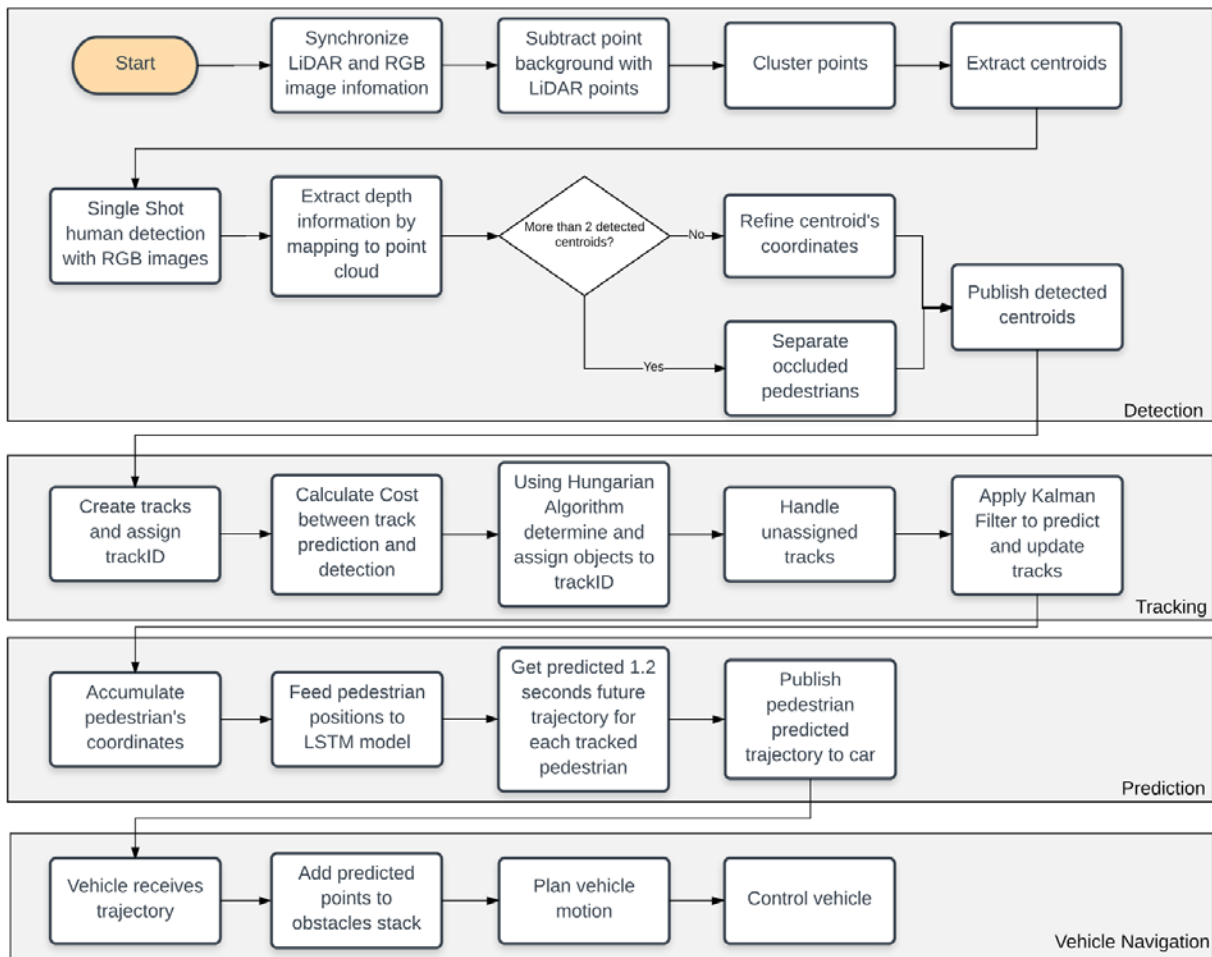 Start
Synchronize
LiDAR and RGB
image infomation
Subtract point
background with
LiDAR points
Cluster points
Extract centroids
Single Shot
human detection
with RGB images
Extract depth
information by
mapping to point
cloud
More than 2 detected
centroids?
No
Refine centroid's
coordinates
Yes
Separate
occluded
pedestrians
Publish detected
centroids
Detection
Create tracks
and assign
trackID
Calculate Cost
between track
prediction and
detection
Using Hungarian
Algorithm
determine and
assign objects to
trackID
Handle
unassigned
tracks
Apply Kalman
Filter to predict
and update
tracks
Tracking
Accumulate
pedestrian's
coordinates
Feed pedestrian
positions to
LSTM model
Get predicted 1.2
seconds future
trajectory for
each tracked
pedestrian
Publish
pedestrian
predicted
trajectory to car
Prediction
Vehicle receives
trajectory
Add predicted
points to
obstacles stack
Plan vehicle
motion
Control vehicle
Vehicle Navigation